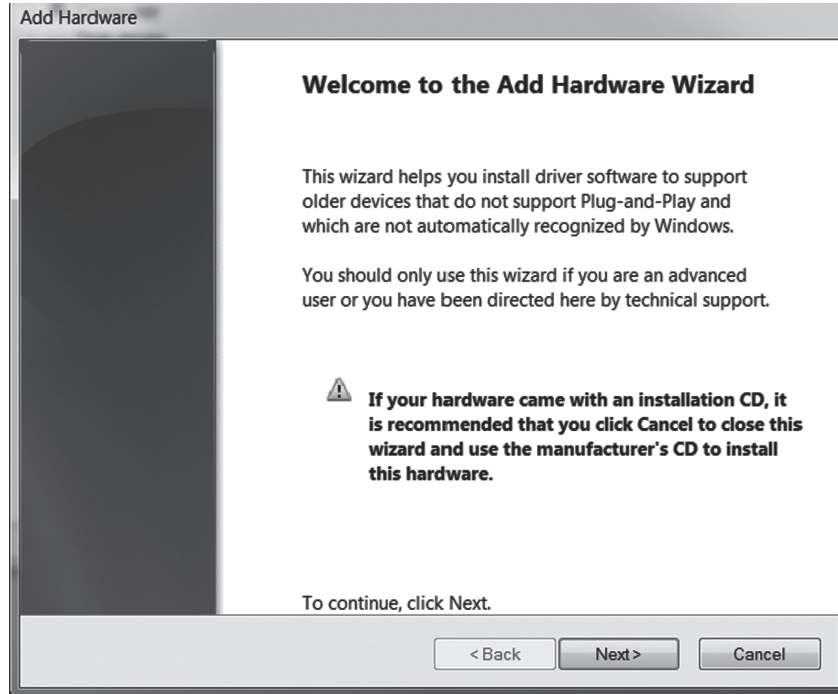 Add Hardware
Welcome to the Add Hardware Wizard
This wizard helps you install driver software to support
older devices that do not support Plug-and-Play and
which are not automatically recognized by Windows.
You should only use this wizard if you are an advanced
user or you have been directed here by technical support.
If your hardware came with an installation CD, it
is recommended that you click Cancel to close this
wizard and use the manufacturer's CD to install
this hardware.
To continue, click Next.
< Back
Next >
Cancel